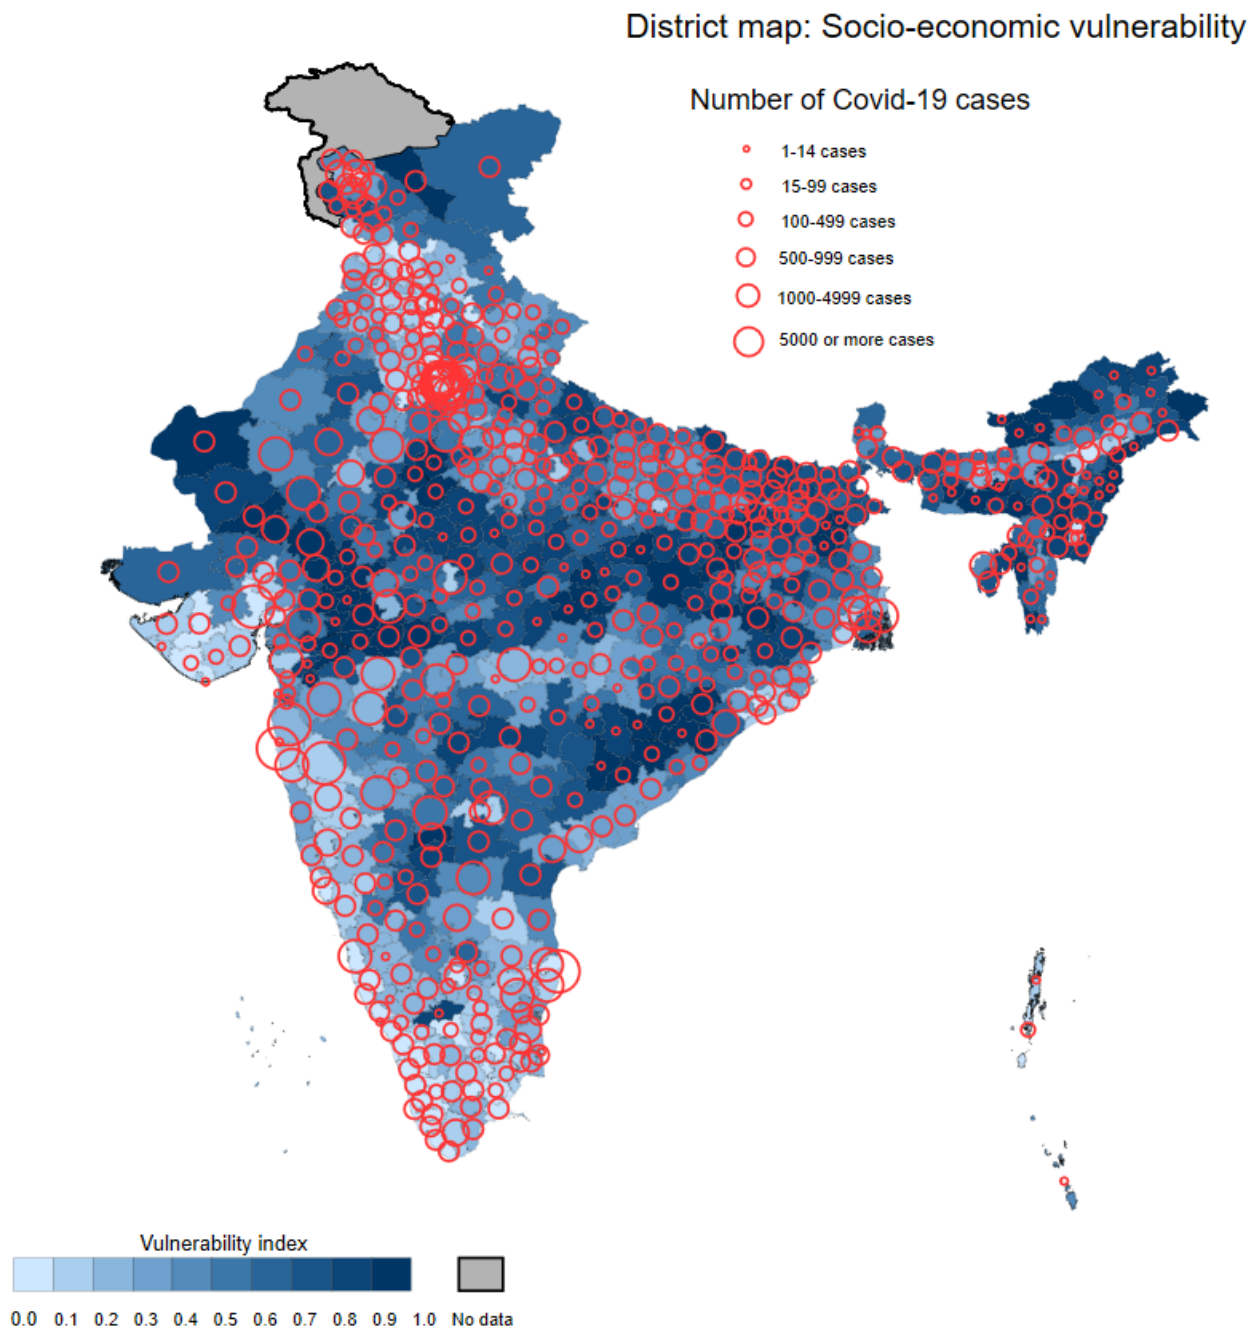 District map: Socio-economic vulnerability
Number of Covid-19 cases
1-14 cases
15-99 cases
100-499 cases
500-999 cases
1000-4999 cases
5000 or more cases
Vulnerability index
0.0 0.1 0.2 0.3 0.4 0.5 0.6 0.7 0.8 0.9 1.0 No data